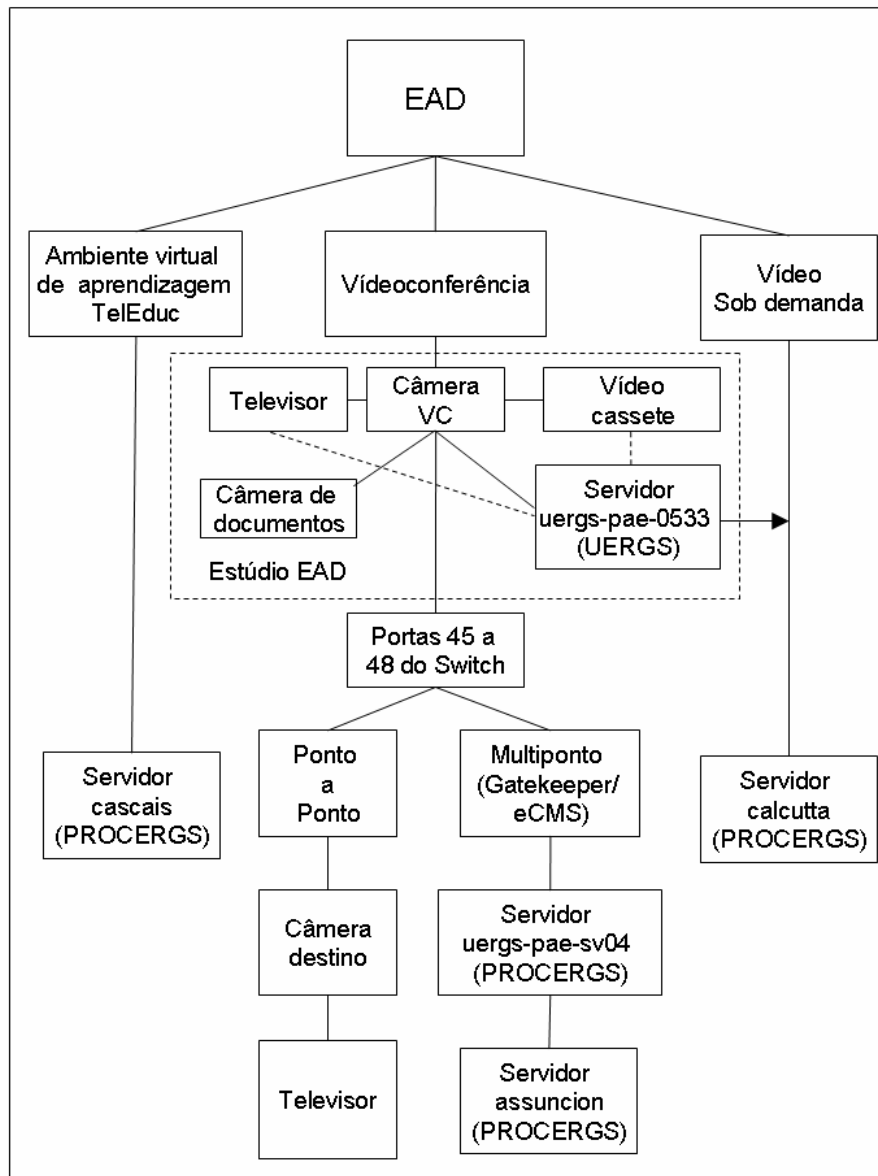 EAD
Ambiente virtual
de aprendizagem
TelEduc
Vídeoconferência
Vídeo
Sob demanda
Televisor
Câmera
VC
Vídeo
cassete
Câmera de
documentos
Servidor
uergs-pae-0533
(UERGS)
Estúdio EAD
Portas 45 a
48 do Switch
Ponto
a
Ponto
Multiponto
(Gatekeeper/
eCMS)
Servidor
cascais
(PROCERGS)
Servidor
calcutta
(PROCERGS)
Câmera
destino
Servidor
uergs-pae-sv04
(PROCERGS)
Televisor
Servidor
assuncion
(PROCERGS)